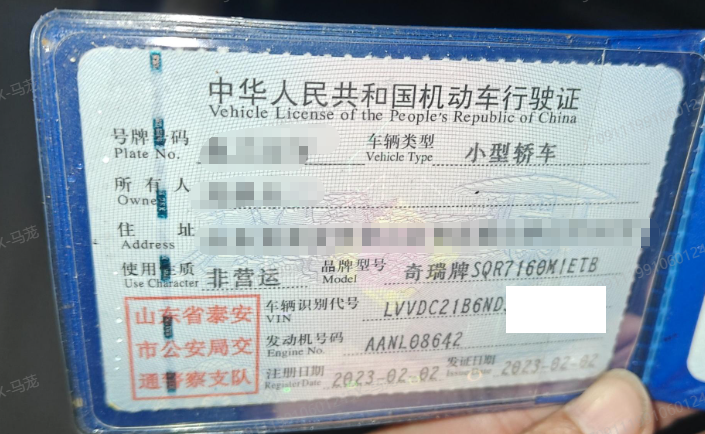 中华人民共和国机动车行驶证
Vehicle License of the People's Republic of China
号牌号码
Plate No.
车辆类型 小型轿车
Vehicle Type
所有人
Owner
住址
Address
使用性质 非营运
Use Character
品牌型号 奇瑞牌SQR7160M1ETB
Model
山东省泰安
市公安局交
通警察支队
车辆识别代号 LVVDC21B6ND
VIN
发动机号码 AANL08642
Engine No.
注册日期 2023-02-02
Register Date
发证日期 2023-02-02
Issue Date